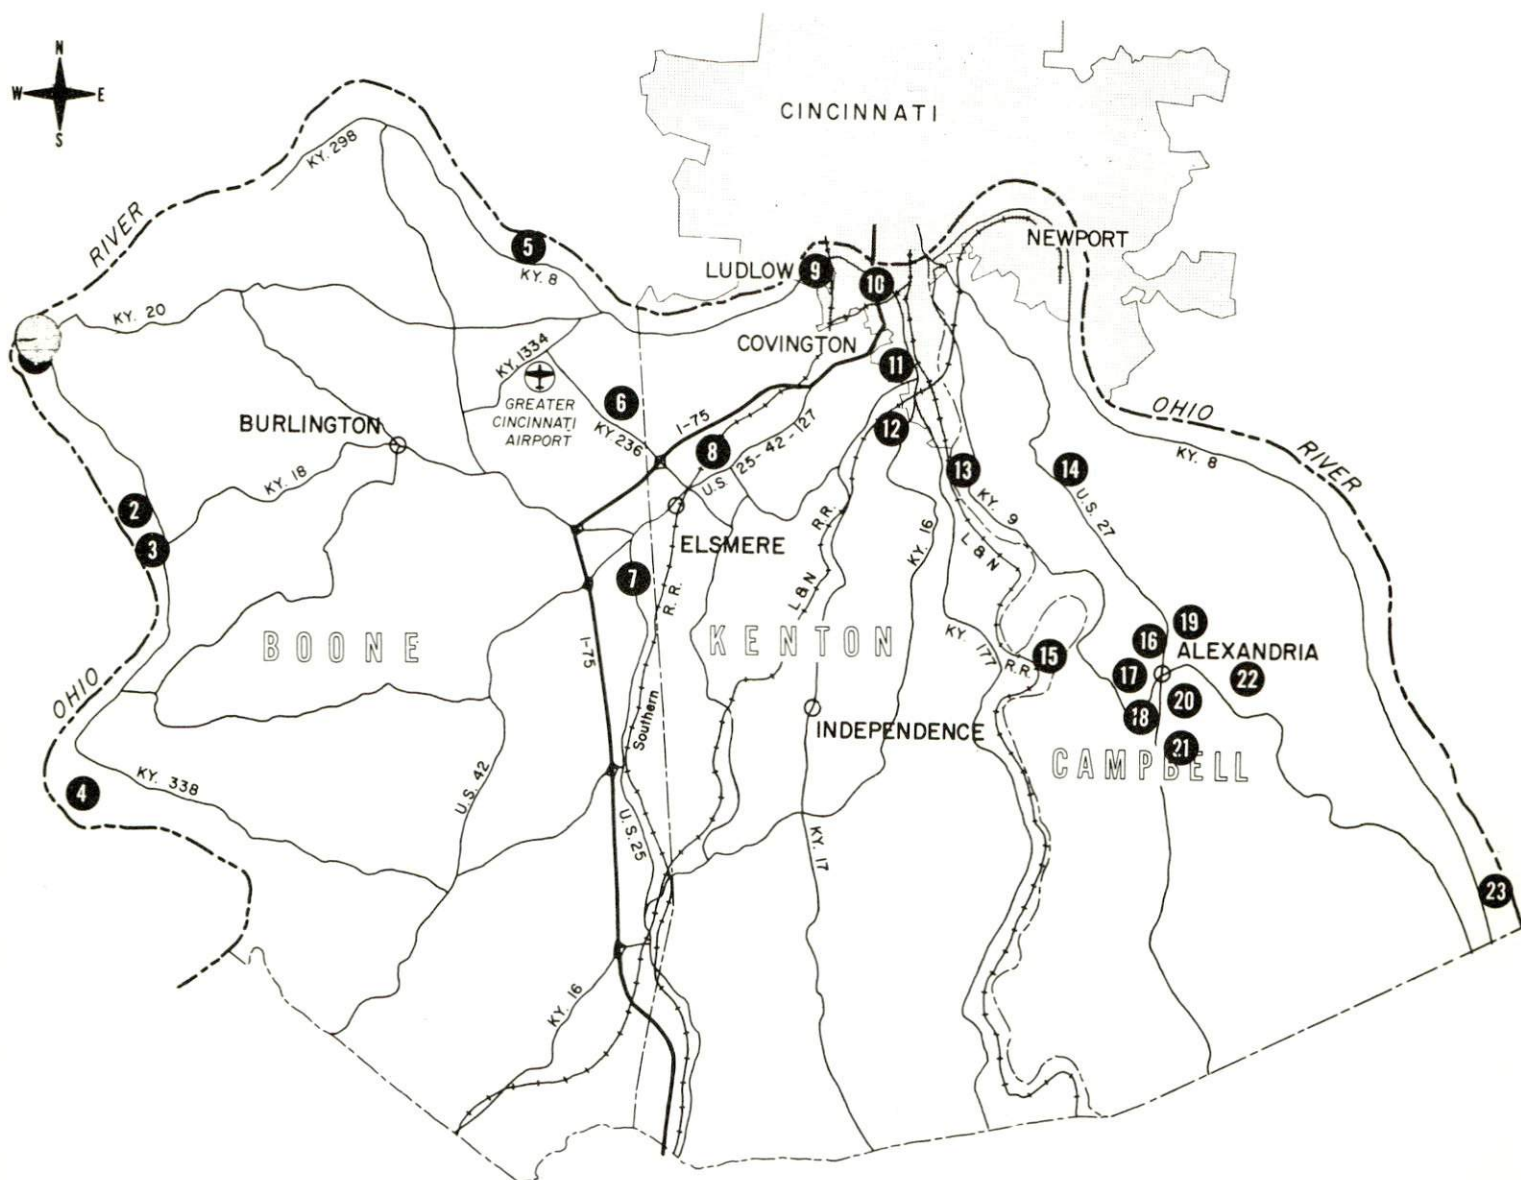 N
W E
S
CINCINNATI
KY. 298
RIVER
5
KY. 8
NEWPORT
LUDLOW
9
10
KY. 20
COVINGTON
KY. 1334
11
GREATER
CINCINNATI
AIRPORT
6
KY. 236
I-75
OHIO
RIVER
KY. 8
BURLINGTON
8
U.S. 25-42-127
12
13
14
KY. 18
KY. 9
U.S. 27
2
3
ELSMERE
R.R.
L & N
KY. 16
L & N
7
R. R.
BOONE
KENTON
I-75
KY. 177
R.R.
15
16
19
ALEXANDRIA
17
22
18
20
21
CAMPBELL
OHIO
Southern
INDEPENDENCE
4
KY. 338
U.S. 42
U.S. 25
KY. 17
23
KY. 16